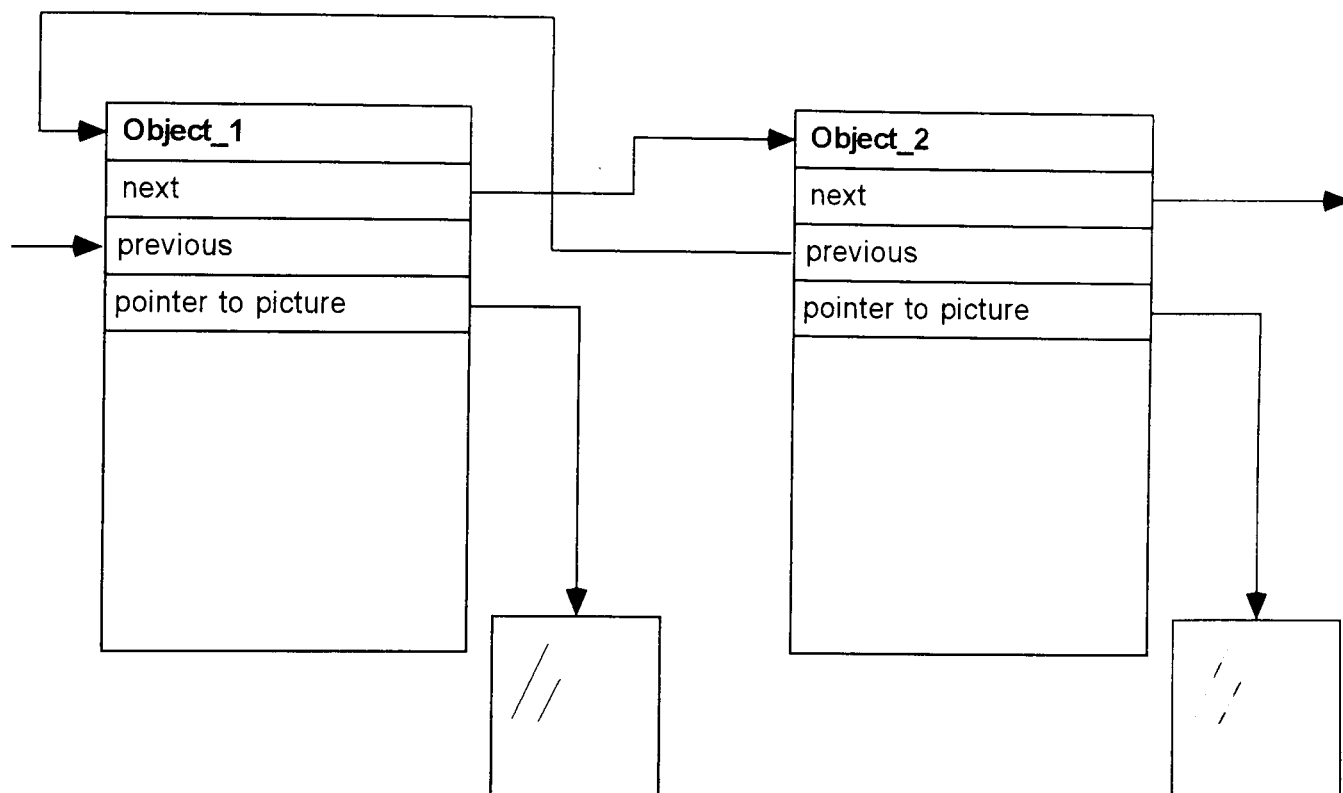 Object_1
next
previous
pointer to picture
Object_2
next
previous
pointer to picture